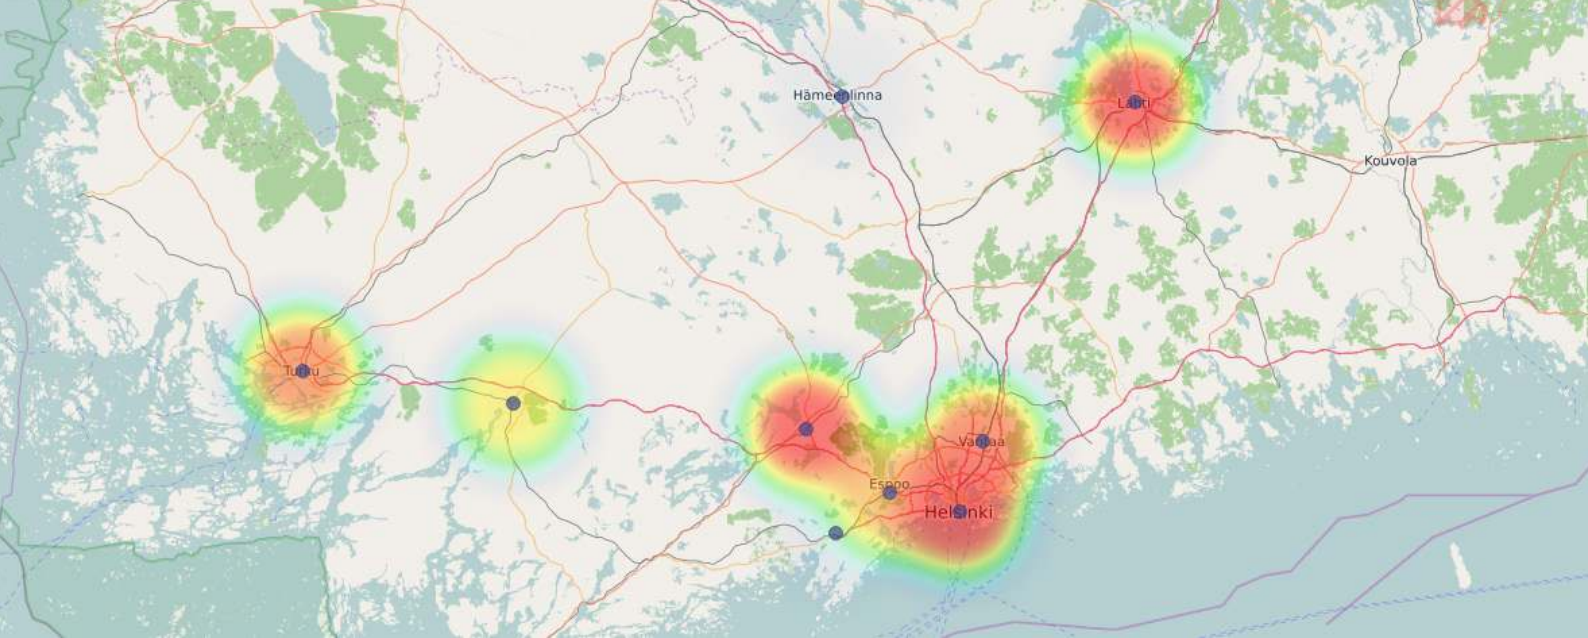 Hämeenlinna
Lahti
Kouvola
Turku
Vantaa
Espoo
Helsinki